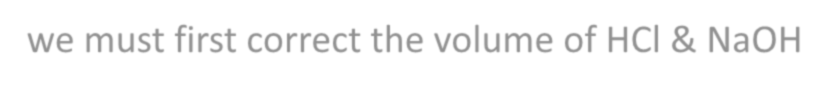 we must first correct the volume of HCl & NaOH